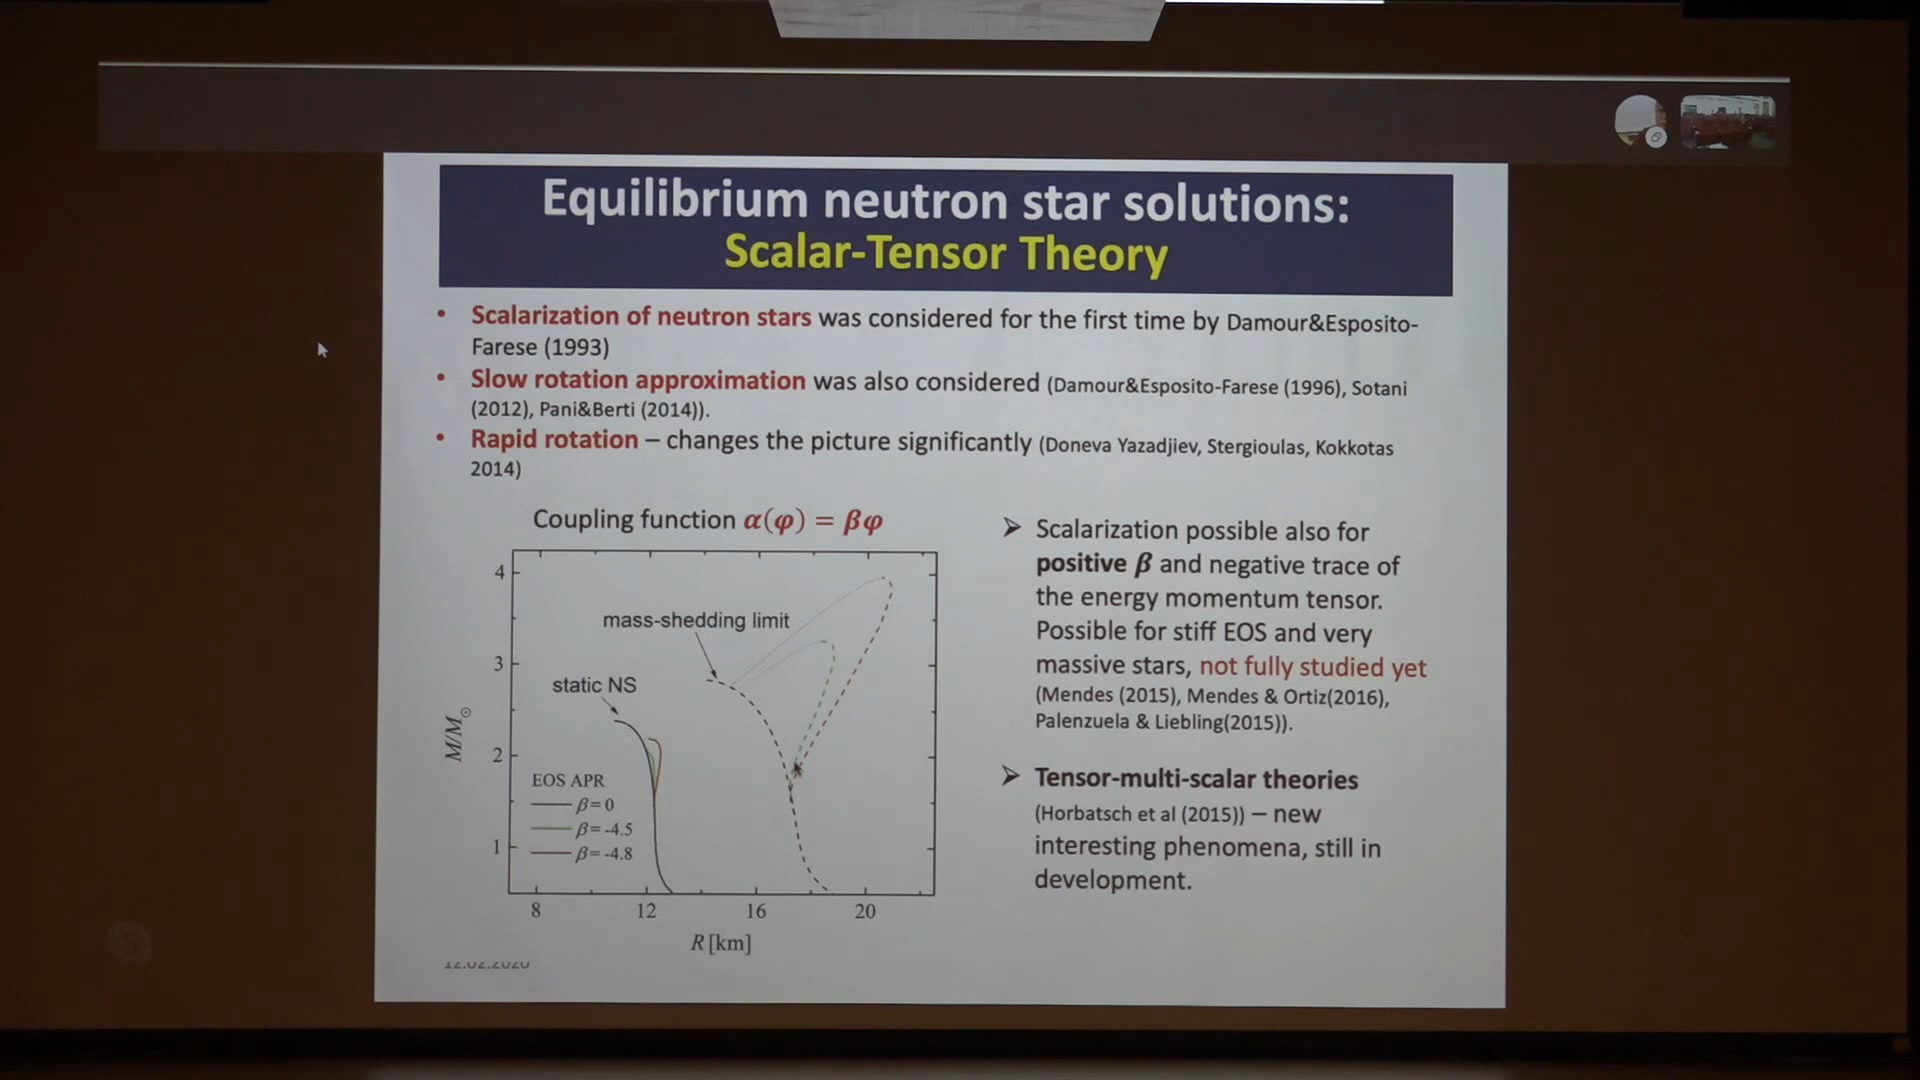 Equilibrium neutron star solutions:
Scalar-Tensor Theory
• Scalarization of neutron stars was considered for the first time by Damour&Esposito-
Farese (1993)
• Slow rotation approximation was also considered (Damour&Esposito-Farese (1996), Sotani
(2012), Pani&Berti (2014)).
• Rapid rotation – changes the picture significantly (Doneva Yazadjiev, Stergioulas, Kokkotas
2014)
Coupling function α(φ) = βφ
4
3
2
1
M/M☉
mass-shedding limit
static NS
EOS APR
β=0
β=-4.5
β=-4.8
8 12 16 20
R [km]
➢ Scalarization possible also for
positive β and negative trace of
the energy momentum tensor.
Possible for stiff EOS and very
massive stars, not fully studied yet
(Mendes (2015), Mendes & Ortiz(2016),
Palenzuela & Liebling(2015)).
➢ Tensor-multi-scalar theories
(Horbatsch et al (2015)) – new
interesting phenomena, still in
development.
12.02.2020
S